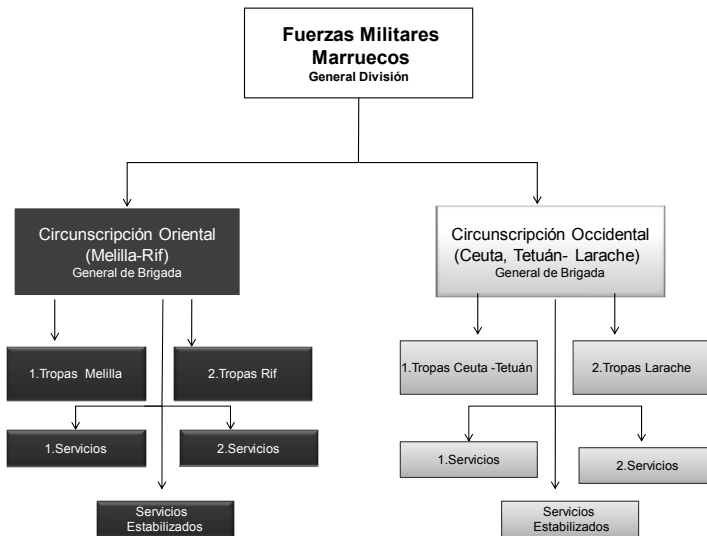 Fuerzas Militares
Marruecos
General División
Circunscripción Oriental
(Melilla-Rif)
General de Brigada
Circunscripción Occidental
(Ceuta, Tetuán- Larache)
General de Brigada
1.Tropas Melilla
2.Tropas Rif
1.Tropas Ceuta -Tetuán
2.Tropas Larache
1.Servicios
2.Servicios
1.Servicios
2.Servicios
Servicios
Estabilizados
Servicios
Estabilizados